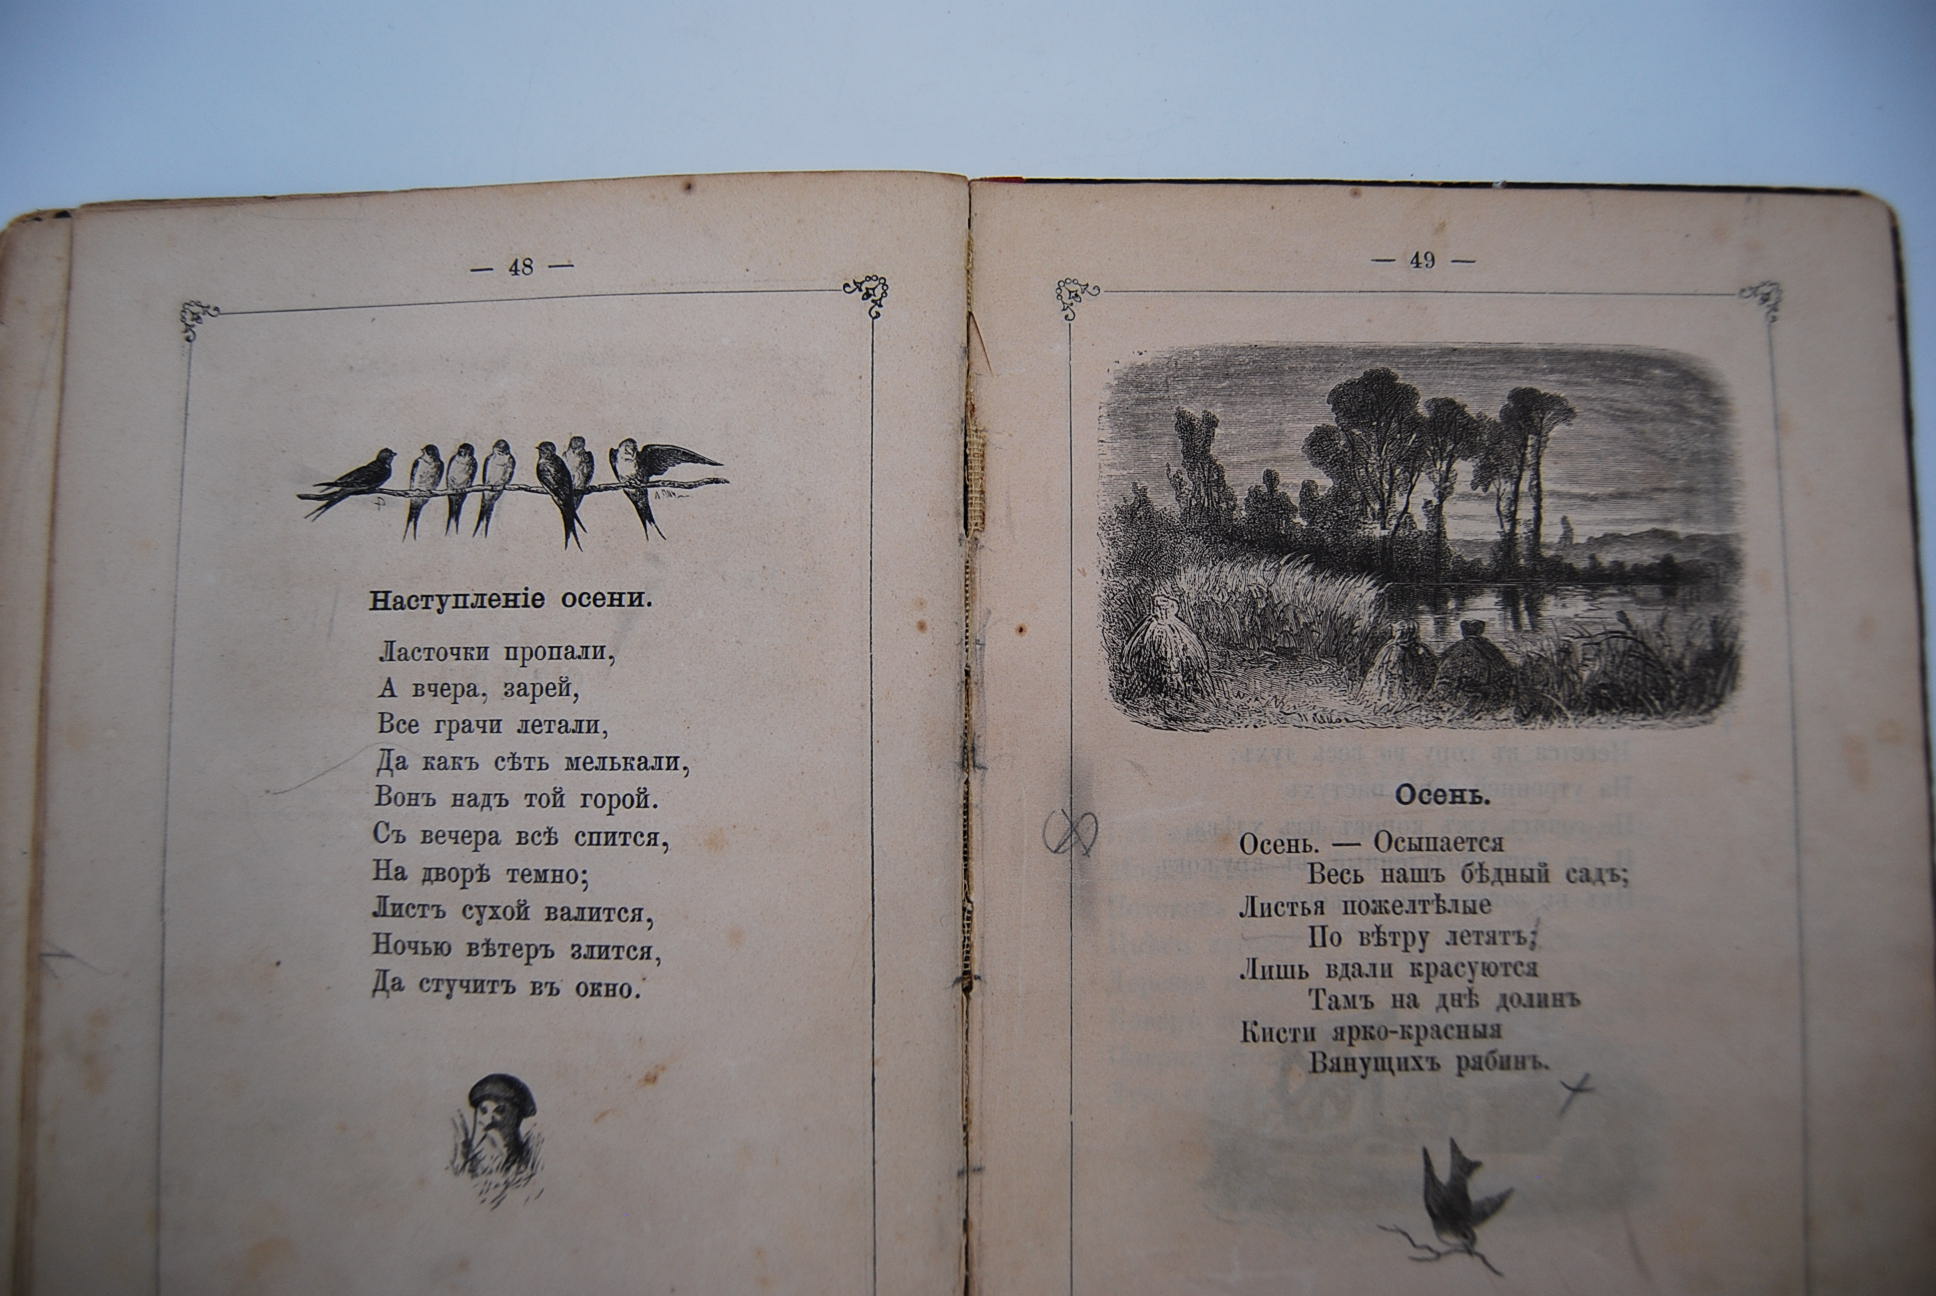 — 48 —
Наступленіе осени.
Ласточки пропали,
А вчера, зарей,
Все грачи летали,
Да какъ сѣть мелькали,
Вонъ надъ той горой.
Съ вечера всѣ спится,
На дворѣ темно;
Листъ сухой валится,
Ночью вѣтеръ злится,
Да стучитъ въ окно.
— 49 —
Осень.
Осень. — Осыпается
Весь нашъ бѣдный садъ;
Листья пожелтѣлые
По вѣтру летятъ;
Лишь вдали красуются
Тамъ на днѣ долинъ
Кисти ярко-красныя
Вянущихъ рябинъ.